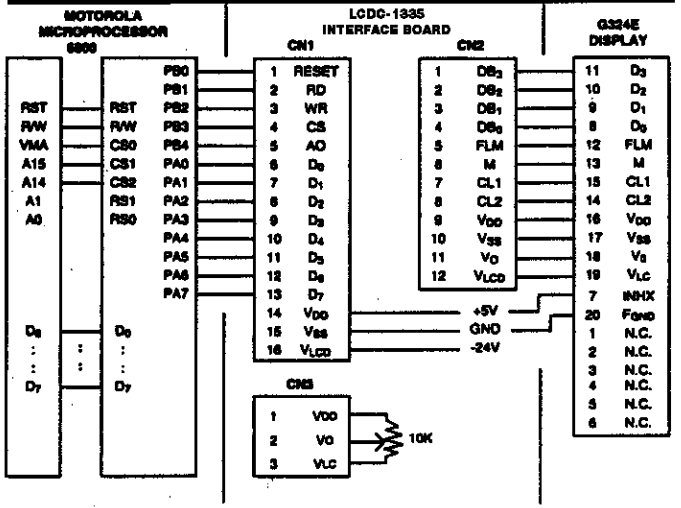 MOTOROLA
MICROPROCESSOR
6800
LCDC-1335
INTERFACE BOARD
G324E
DISPLAY
CN1
CN2
PB0 1 RESET 1 DB3 11 D3
PB1 2 RD 2 DB2 10 D2
RST RST PB2 3 WR 3 DB1 9 D1
R/W R/W PB3 4 CS 4 DB0 8 D0
VMA CS0 PB4 5 AO 5 FLM 12 FLM
A15 CS1 PA0 6 D0 6 M 13 M
A14 CS2 PA1 7 D1 7 CL1 15 CL1
A1 RS1 PA2 8 D2 8 CL2 14 CL2
A0 RS0 PA3 9 D3 9 VDD 16 VDD
PA4 10 D4 10 VSS 17 VSS
PA5 11 D5 11 VO 18 V0
PA6 12 D6 12 VLCD 19 VLC
PA7 13 D7 7 INHX
14 VDD +5V 20 FGND
D0 D0 15 VSS GND 1 N.C.
: : : 16 VLCD -24V 2 N.C.
: : : 3 N.C.
D7 D7 4 N.C.
5 N.C.
6 N.C.
CN3
1 VDD
2 VO 10K
3 VLC